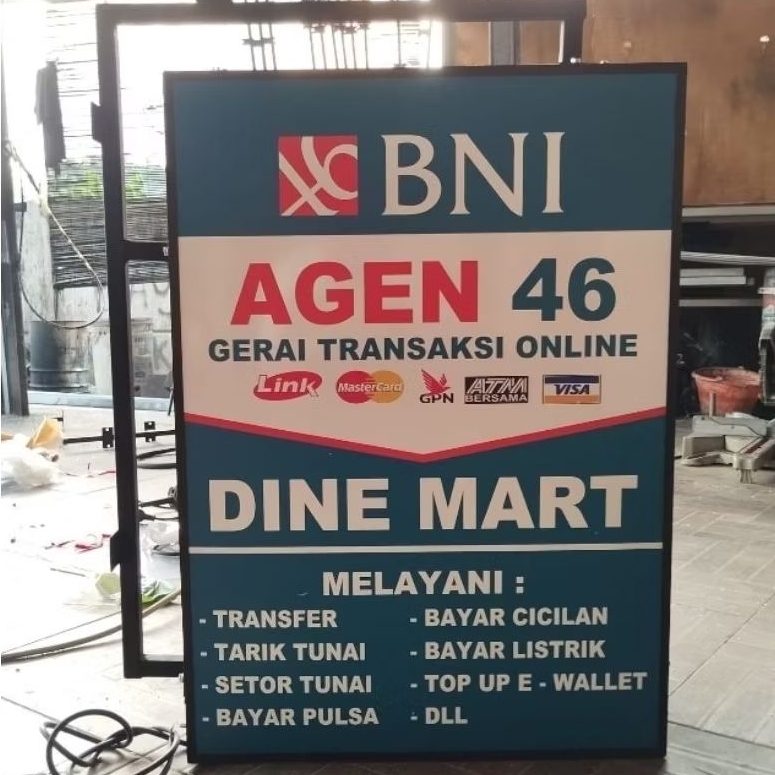 BNI
AGEN 46
GERAI TRANSAKSI ONLINE
Link MasterCard GPN ATM BERSAMA VISA
DINE MART
MELAYANI :
- TRANSFER
- TARIK TUNAI
- SETOR TUNAI
- BAYAR PULSA
- BAYAR CICILAN
- BAYAR LISTRIK
- TOP UP E - WALLET
- DLL